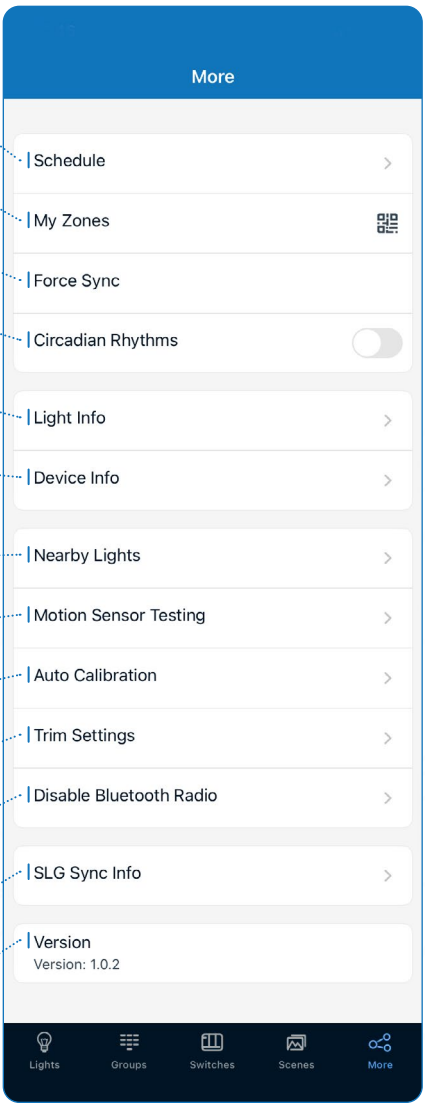 More
Schedule
My Zones
Force Sync
Circadian Rhythms
Light Info
Device Info
Nearby Lights
Motion Sensor Testing
Auto Calibration
Trim Settings
Disable Bluetooth Radio
SLG Sync Info
Version
Version: 1.0.2
Lights Groups Switches Scenes More